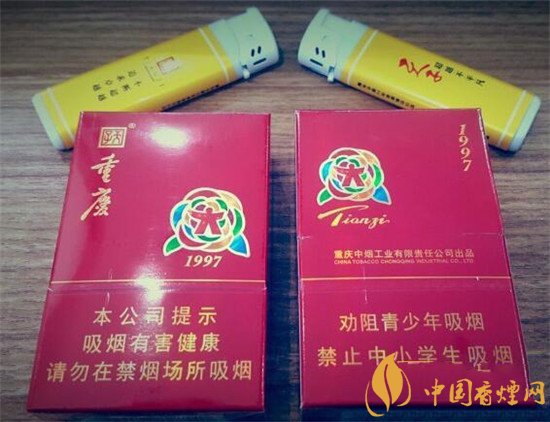 重慶
®
1997
本公司提示
吸烟有害健康
请勿在禁烟场所吸烟
1997
Tianzi
重庆中烟工业有限责任公司出品
CHINA TOBACCO CHONGQING INDUSTRIAL CO., LTD
劝阻青少年吸烟
禁止中小学生吸烟
中国香烟网